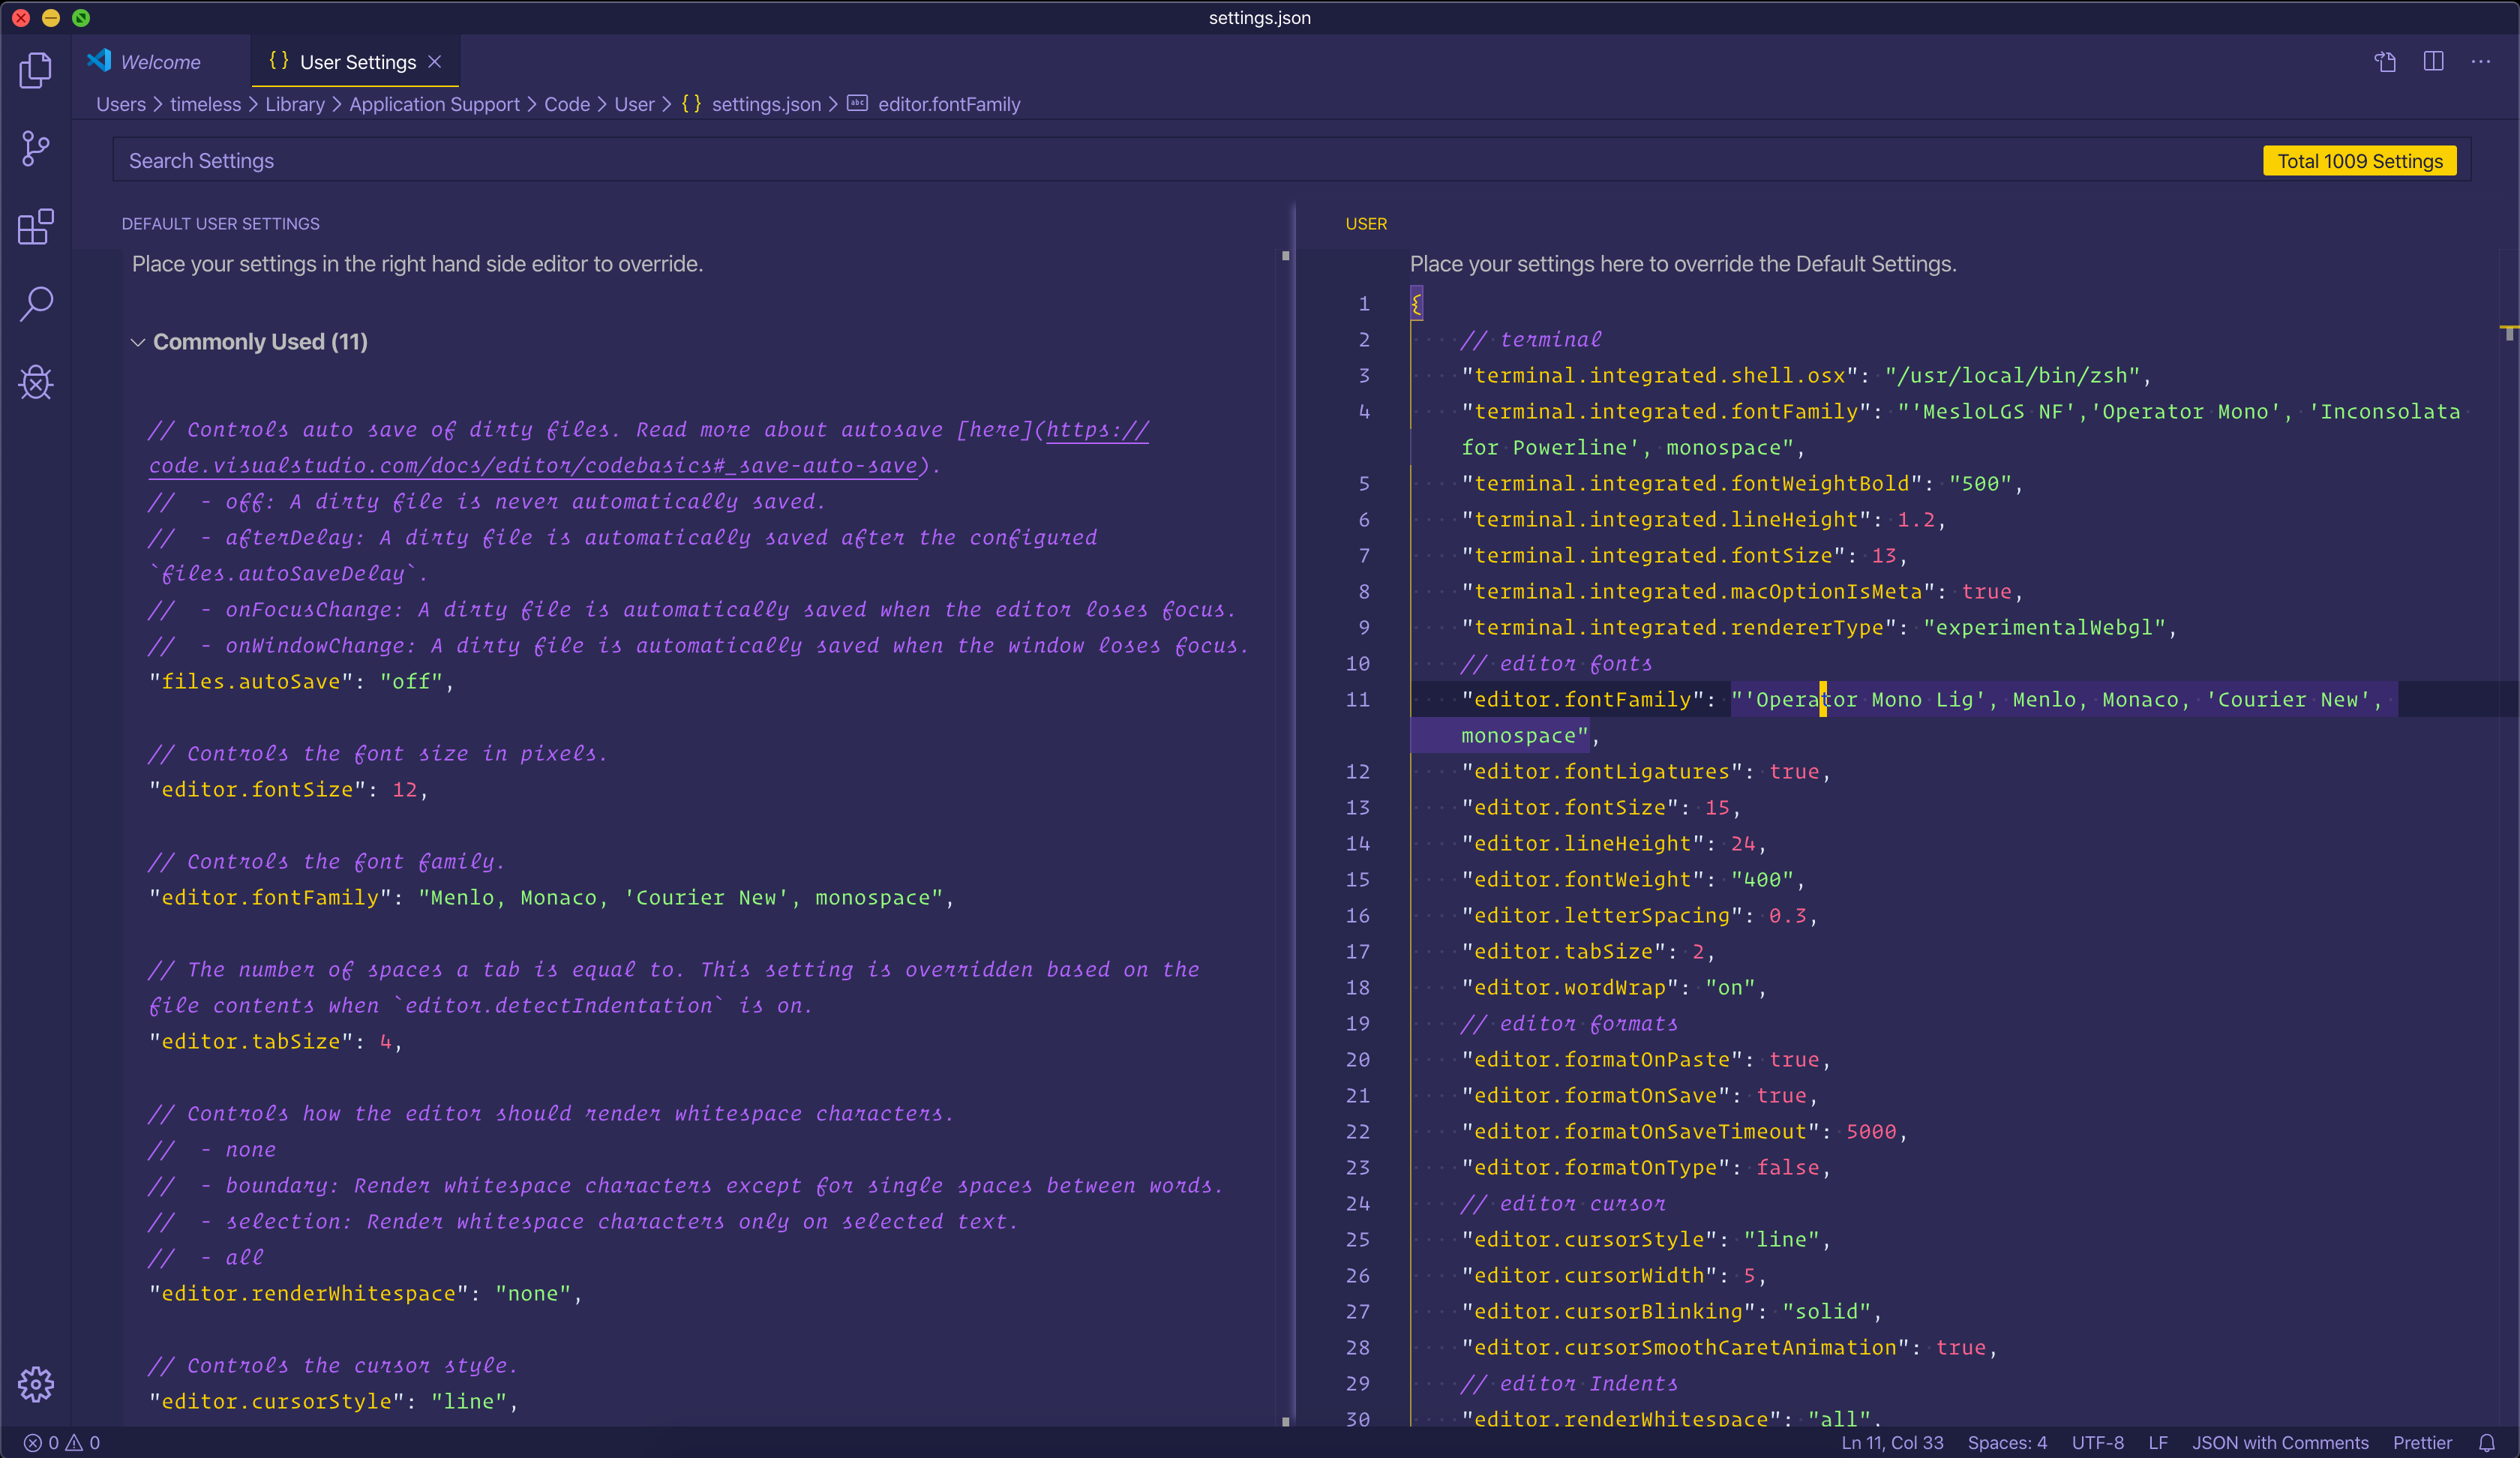 settings.json
Welcome
{ } User Settings
Users > timeless > Library > Application Support > Code > User > { } settings.json > abc editor.fontFamily
Search Settings
Total 1009 Settings
DEFAULT USER SETTINGS
Place your settings in the right hand side editor to override.
Commonly Used (11)
// Controls auto save of dirty files. Read more about autosave [here](https://
code.visualstudio.com/docs/editor/codebasics#_save-auto-save).
//  - off: A dirty file is never automatically saved.
//  - afterDelay: A dirty file is automatically saved after the configured
`files.autoSaveDelay`.
//  - onFocusChange: A dirty file is automatically saved when the editor loses focus.
//  - onWindowChange: A dirty file is automatically saved when the window loses focus.
"files.autoSave": "off",
// Controls the font size in pixels.
"editor.fontSize": 12,
// Controls the font family.
"editor.fontFamily": "Menlo, Monaco, 'Courier New', monospace",
// The number of spaces a tab is equal to. This setting is overridden based on the
file contents when `editor.detectIndentation` is on.
"editor.tabSize": 4,
// Controls how the editor should render whitespace characters.
//  - none
//  - boundary: Render whitespace characters except for single spaces between words.
//  - selection: Render whitespace characters only on selected text.
//  - all
"editor.renderWhitespace": "none",
// Controls the cursor style.
"editor.cursorStyle": "line",
USER
Place your settings here to override the Default Settings.
1 {
2 // terminal
3 "terminal.integrated.shell.osx": "/usr/local/bin/zsh",
4 "terminal.integrated.fontFamily": "'MesloLGS NF','Operator Mono', 'Inconsolata
for Powerline', monospace",
5 "terminal.integrated.fontWeightBold": "500",
6 "terminal.integrated.lineHeight": 1.2,
7 "terminal.integrated.fontSize": 13,
8 "terminal.integrated.macOptionIsMeta": true,
9 "terminal.integrated.rendererType": "experimentalWebgl",
10 // editor fonts
11 "editor.fontFamily": "'Operator Mono Lig', Menlo, Monaco, 'Courier New',
monospace",
12 "editor.fontLigatures": true,
13 "editor.fontSize": 15,
14 "editor.lineHeight": 24,
15 "editor.fontWeight": "400",
16 "editor.letterSpacing": 0.3,
17 "editor.tabSize": 2,
18 "editor.wordWrap": "on",
19 // editor formats
20 "editor.formatOnPaste": true,
21 "editor.formatOnSave": true,
22 "editor.formatOnSaveTimeout": 5000,
23 "editor.formatOnType": false,
24 // editor cursor
25 "editor.cursorStyle": "line",
26 "editor.cursorWidth": 5,
27 "editor.cursorBlinking": "solid",
28 "editor.cursorSmoothCaretAnimation": true,
29 // editor Indents
30 "editor.renderWhitespace": "all",
0 0
Ln 11, Col 33 Spaces: 4 UTF-8 LF JSON with Comments Prettier